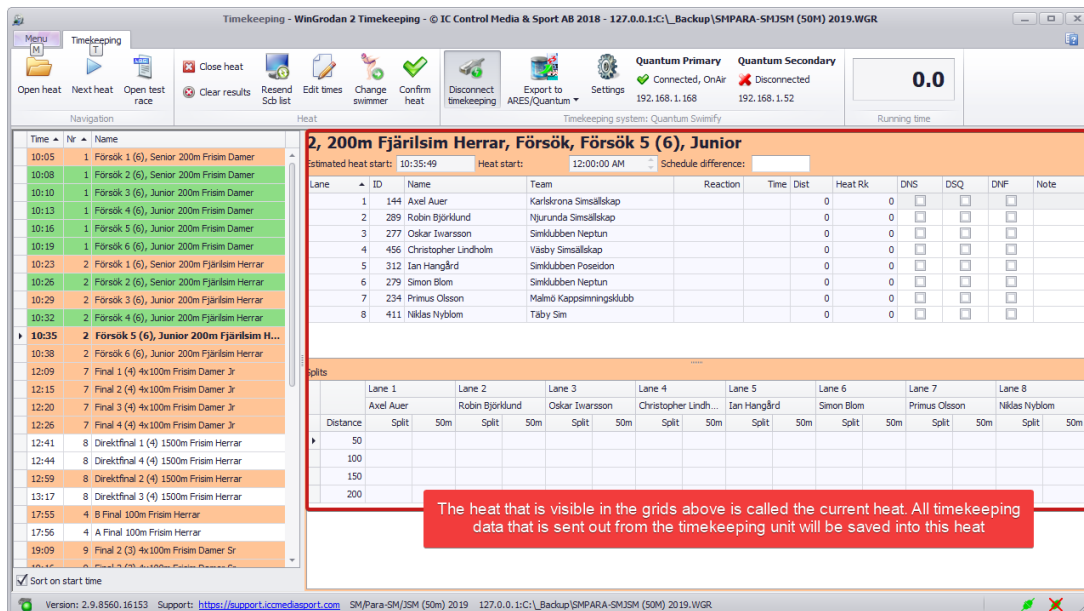 Timekeeping - WinGrodan 2 Timekeeping - © IC Control Media & Sport AB 2018 - 127.0.0.1:C:\_Backup\SMPARA-SMJSM (50M) 2019.WGR
Menu Timekeeping
M T
Open heat Next heat Open test race
Close heat
Clear results
Resend Scb list Edit times Change swimmer Confirm heat
Disconnect timekeeping Export to ARES/Quantum Settings
Quantum Primary Quantum Secondary
Connected, OnAir Disconnected
192.168.1.168 192.168.1.52
0.0
Navigation Heat Timekeeping system: Quantum Swimify Running time
Time Nr Name
10:05 1 Försök 1 (6), Senior 200m Frisim Damer
10:08 1 Försök 2 (6), Senior 200m Frisim Damer
10:10 1 Försök 3 (6), Junior 200m Frisim Damer
10:13 1 Försök 4 (6), Junior 200m Frisim Damer
10:16 1 Försök 5 (6), Junior 200m Frisim Damer
10:19 1 Försök 6 (6), Junior 200m Frisim Damer
10:23 2 Försök 1 (6), Senior 200m Fjärilsim Herrar
10:26 2 Försök 2 (6), Senior 200m Fjärilsim Herrar
10:29 2 Försök 3 (6), Junior 200m Fjärilsim Herrar
10:32 2 Försök 4 (6), Junior 200m Fjärilsim Herrar
10:35 2 Försök 5 (6), Junior 200m Fjärilsim H...
10:38 2 Försök 6 (6), Junior 200m Fjärilsim Herrar
12:09 7 Final 1 (4) 4x100m Frisim Damer Jr
12:15 7 Final 2 (4) 4x100m Frisim Damer Jr
12:20 7 Final 3 (4) 4x100m Frisim Damer Jr
12:26 7 Final 4 (4) 4x100m Frisim Damer Jr
12:41 8 Direktfinal 1 (4) 1500m Frisim Herrar
12:44 8 Direktfinal 4 (4) 1500m Frisim Herrar
12:59 8 Direktfinal 2 (4) 1500m Frisim Herrar
13:17 8 Direktfinal 3 (4) 1500m Frisim Herrar
17:55 4 B Final 100m Frisim Herrar
17:56 4 A Final 100m Frisim Herrar
19:09 9 Final 2 (3) 4x100m Frisim Damer Sr
Sort on start time
2, 200m Fjärilsim Herrar, Försök, Försök 5 (6), Junior
Estimated heat start: 10:35:49 Heat start: 12:00:00 AM Schedule difference:
Lane ID Name Team Reaction Time Dist Heat Rk DNS DSQ DNF Note
1 144 Axel Auer Karlskrona Simsällskap 0 0
2 289 Robin Björklund Njurunda Simsällskap 0 0
3 277 Oskar Iwarsson Simklubben Neptun 0 0
4 456 Christopher Lindholm Väsby Simsällskap 0 0
5 312 Ian Hangård Simklubben Poseidon 0 0
6 279 Simon Blom Simklubben Neptun 0 0
7 234 Primus Olsson Malmö Kappsimningsklubb 0 0
8 411 Niklas Nyblom Täby Sim 0 0
Splits
Lane 1 Lane 2 Lane 3 Lane 4 Lane 5 Lane 6 Lane 7 Lane 8
Axel Auer Robin Björklund Oskar Iwarsson Christopher Lindh... Ian Hangård Simon Blom Primus Olsson Niklas Nyblom
Distance Split 50m Split 50m Split 50m Split 50m Split 50m Split 50m Split 50m Split 50m
50
100
150
200
The heat that is visible in the grids above is called the current heat. All timekeeping
data that is sent out from the timekeeping unit will be saved into this heat
Version: 2.9.8560.16153 Support: https://support.iccmediasport.com SM/Para-SM/JSM (50m) 2019 127.0.0.1:C:\_Backup\SMPARA-SMJSM (50M) 2019.WGR